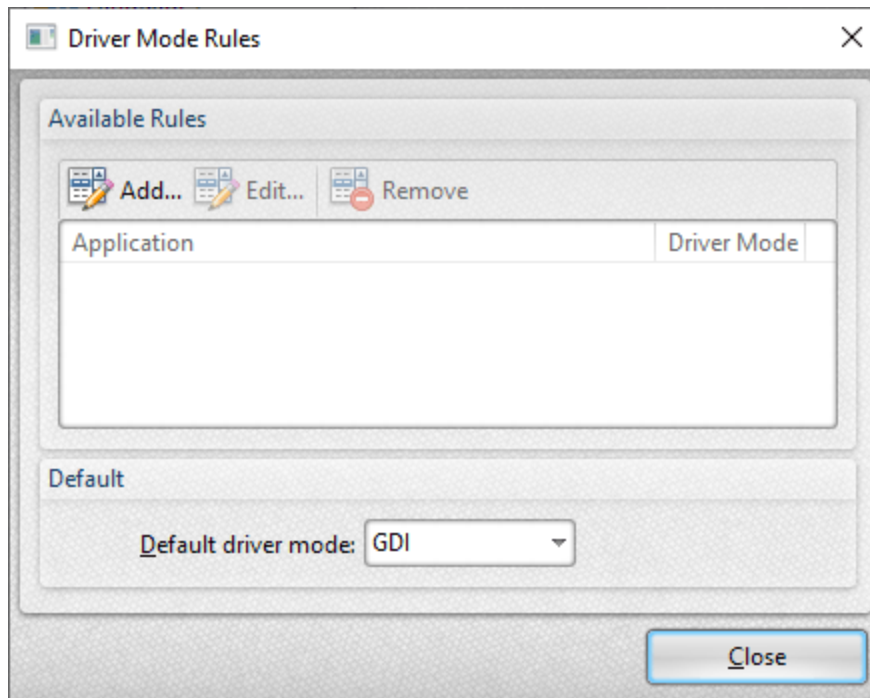 Driver Mode Rules
Available Rules
Add... Edit... Remove
Application Driver Mode
Default
Default driver mode: GDI
Close